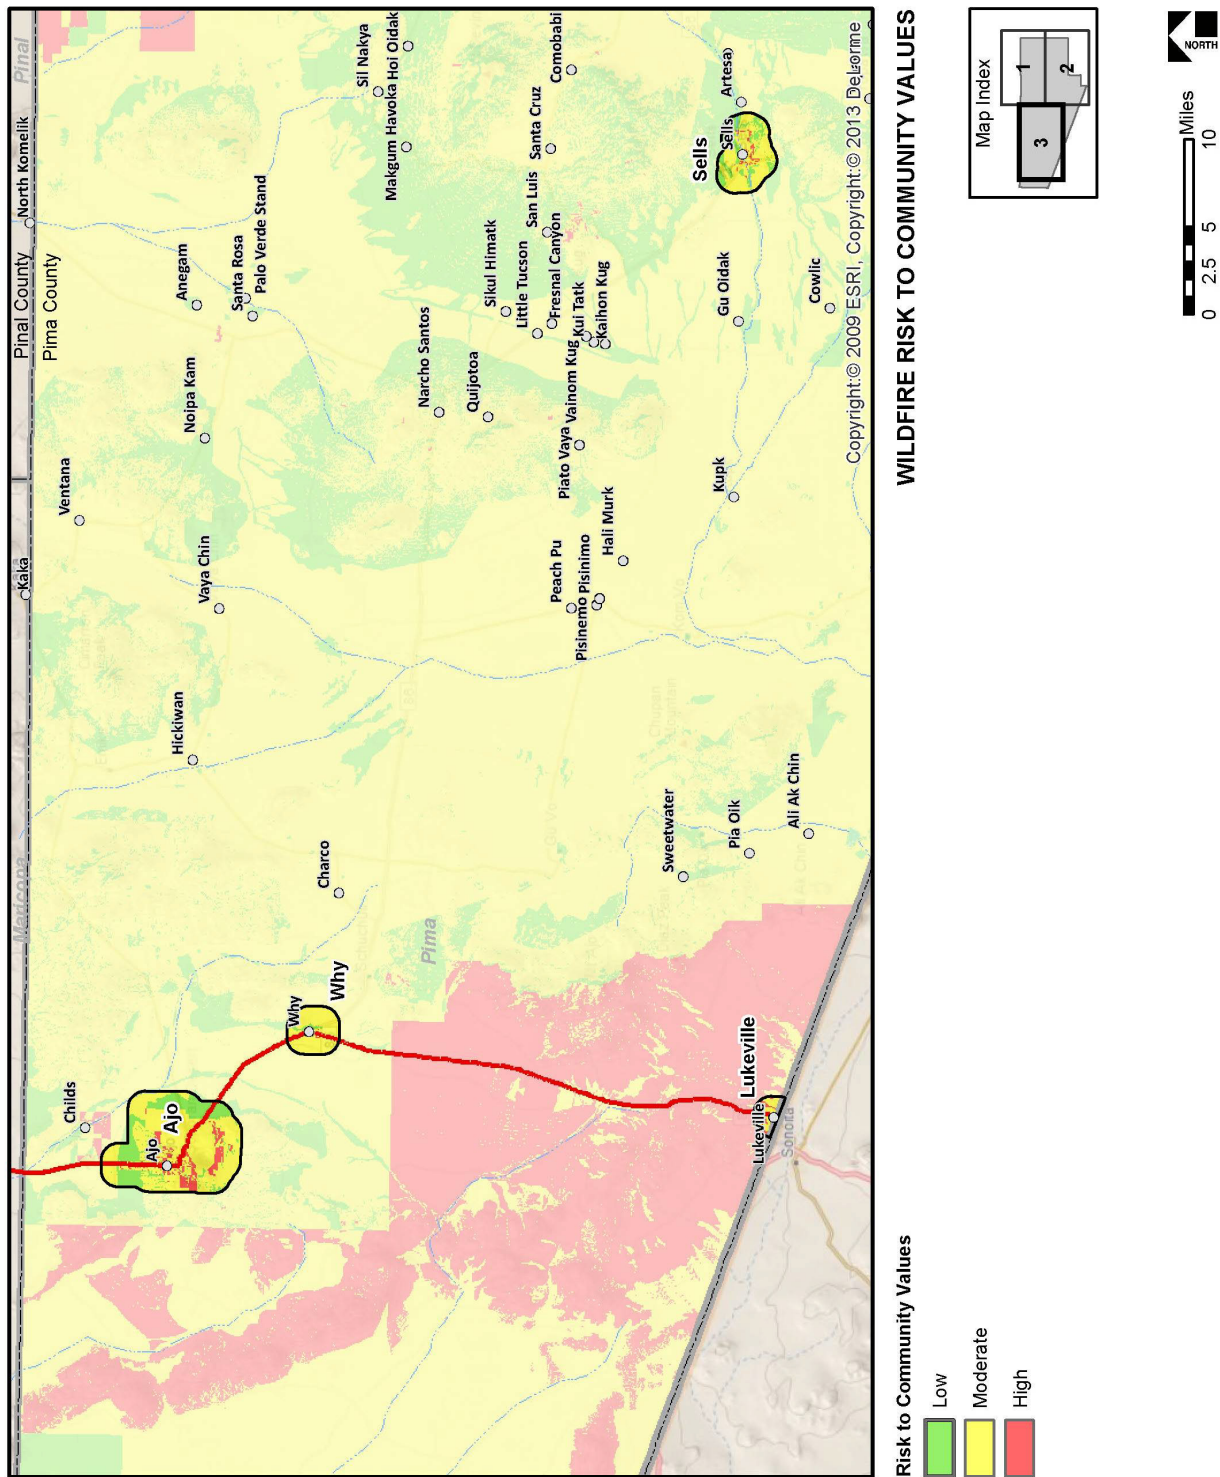 Pinal
Maricopa
Pima
Pinal County
Pima County
North Komelik
Kaka
Ventana
Anegam
Santa Rosa
Palo Verde Stand
Noipa Kam
Vaya Chin
Hickiwan
Charco
Childs
Ajo
Ajo
Why
Why
Sil Nakya
Hoi Oidak
Makgum Havoka
Comobabi
Santa Cruz
San Luis
Narcho Santos
Quijotoa
Sikul Himatk
Little Tucson
Fresnal Canyon
Kui Tatk
Kaihon Kug
Vainom Kug
Piato Vaya
Hali Murk
Peach Pu
Pisinimo
Pisinemo
Artesa
Sells
Sells
Gu Oidak
Cowlic
Kupk
Sweetwater
Pia Oik
Ali Ak Chin
Lukeville
Lukeville
Sonoita
Copyright:© 2009 ESRI, Copyright:© 2013 DeLorme
WILDFIRE RISK TO COMMUNITY VALUES
Risk to Community Values
Low
Moderate
High
Map Index
1
2
3
0 2.5 5 10
Miles
NORTH